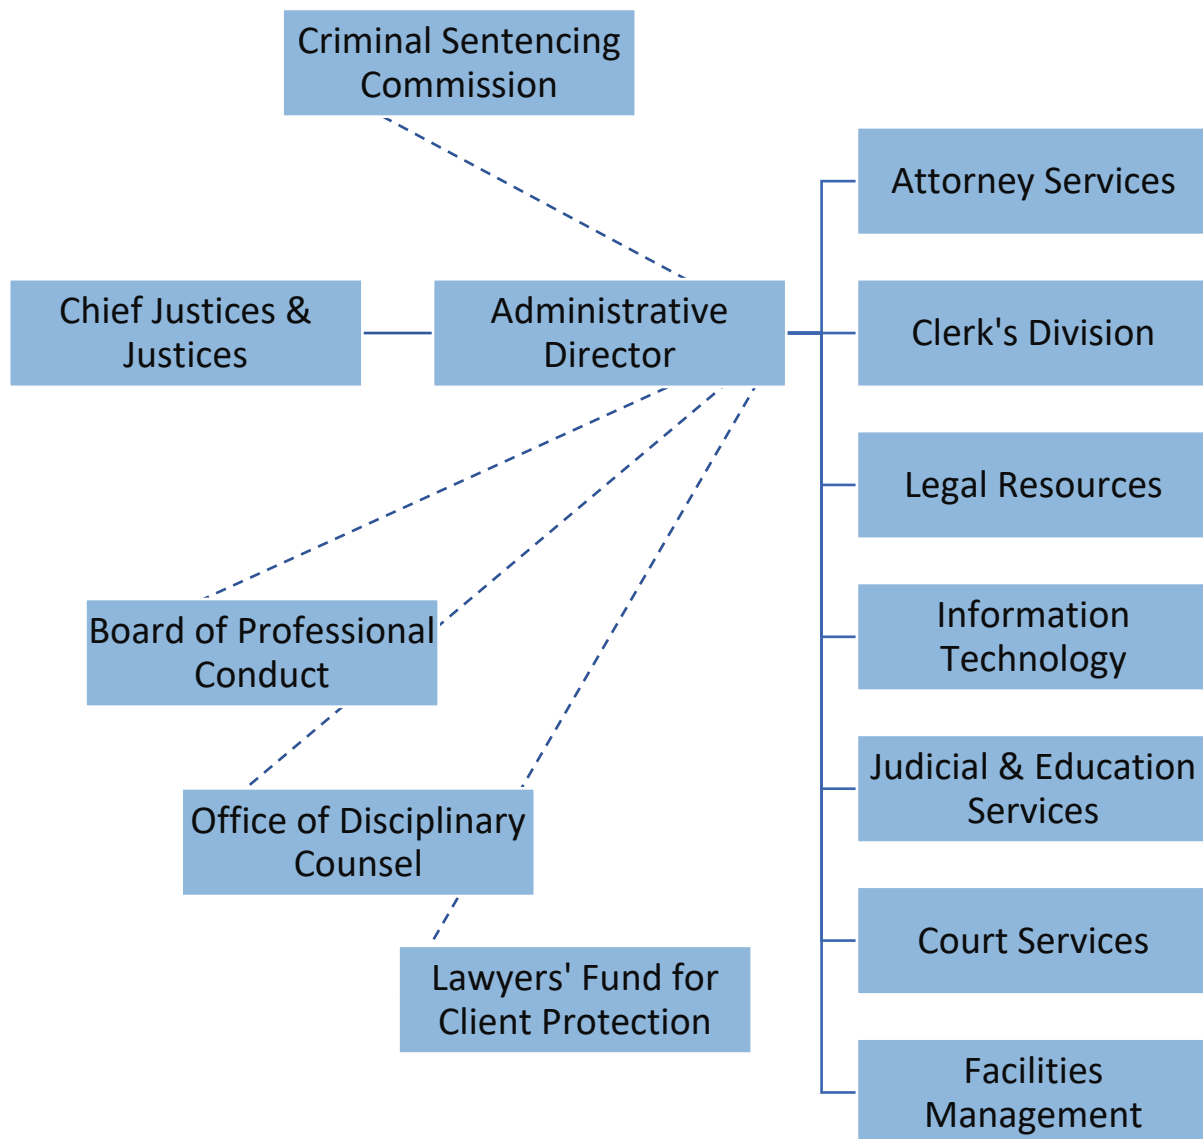 Criminal Sentencing
Commission
Attorney Services
Chief Justices &
Justices
Administrative
Director
Clerk's Division
Legal Resources
Information
Technology
Board of Professional
Conduct
Judicial & Education
Services
Office of Disciplinary
Counsel
Court Services
Lawyers' Fund for
Client Protection
Facilities
Management